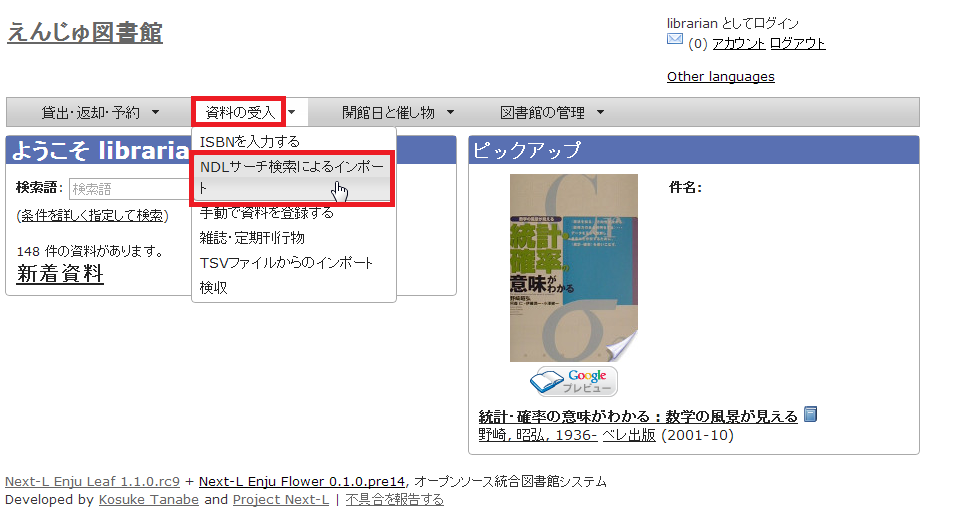 えんじゅ図書館
librarian としてログイン
(0) アカウント ログアウト
Other languages
貸出・返却・予約
資料の受入
開館日と催し物
図書館の管理
ようこそ libraria
検索語: 検索語
(条件を詳しく指定して検索)
148 件の資料があります。
新着資料
ISBNを入力する
NDLサーチ検索によるインポー
ト
手動で資料を登録する
雑誌・定期刊行物
TSVファイルからのインポート
検収
ピックアップ
件名:
数学の風景が見える
統計・
確率の
意味が
わかる
野崎昭弘
Google
プレビュー
統計・確率の意味がわかる : 数学の風景が見える
野崎, 昭弘, 1936- ベレ出版 (2001-10)
Next-L Enju Leaf 1.1.0.rc9 + Next-L Enju Flower 0.1.0.pre14, オープンソース統合図書館システム
Developed by Kosuke Tanabe and Project Next-L | 不具合を報告する